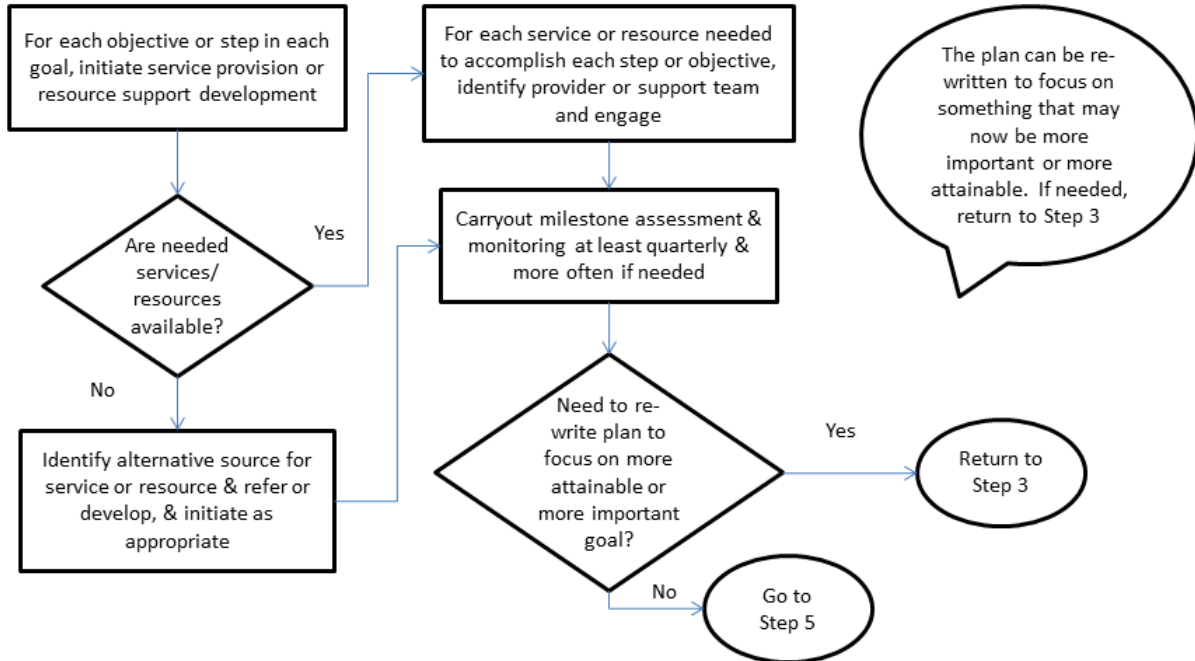 For each objective or step in each
goal, initiate service provision or
resource support development
For each service or resource needed
to accomplish each step or objective,
identify provider or support team
and engage
The plan can be re-
written to focus on
something that may
now be more
important or more
attainable. If needed,
return to Step 3
Are needed
services/
resources
available?
Yes
No
Carryout milestone assessment &
monitoring at least quarterly &
more often if needed
Identify alternative source for
service or resource & refer or
develop, & initiate as
appropriate
Need to re-
write plan to
focus on more
attainable or
more important
goal?
Yes
Return to
Step 3
No
Go to
Step 5